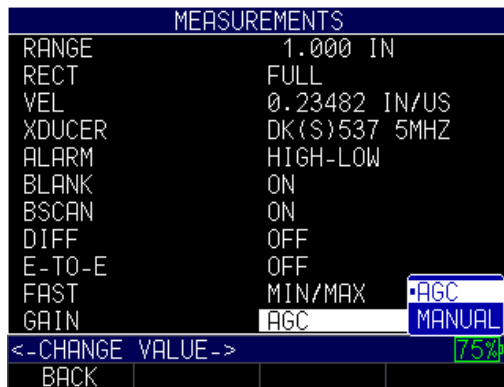 MEASUREMENTS
RANGE 1.000 IN
RECT FULL
VEL 0.23482 IN/US
XDUCER DK(S)537 5MHZ
ALARM HIGH-LOW
BLANK ON
BSCAN ON
DIFF OFF
E-TO-E OFF
FAST MIN/MAX •AGC
GAIN AGC MANUAL
<-CHANGE VALUE-> 75%
BACK